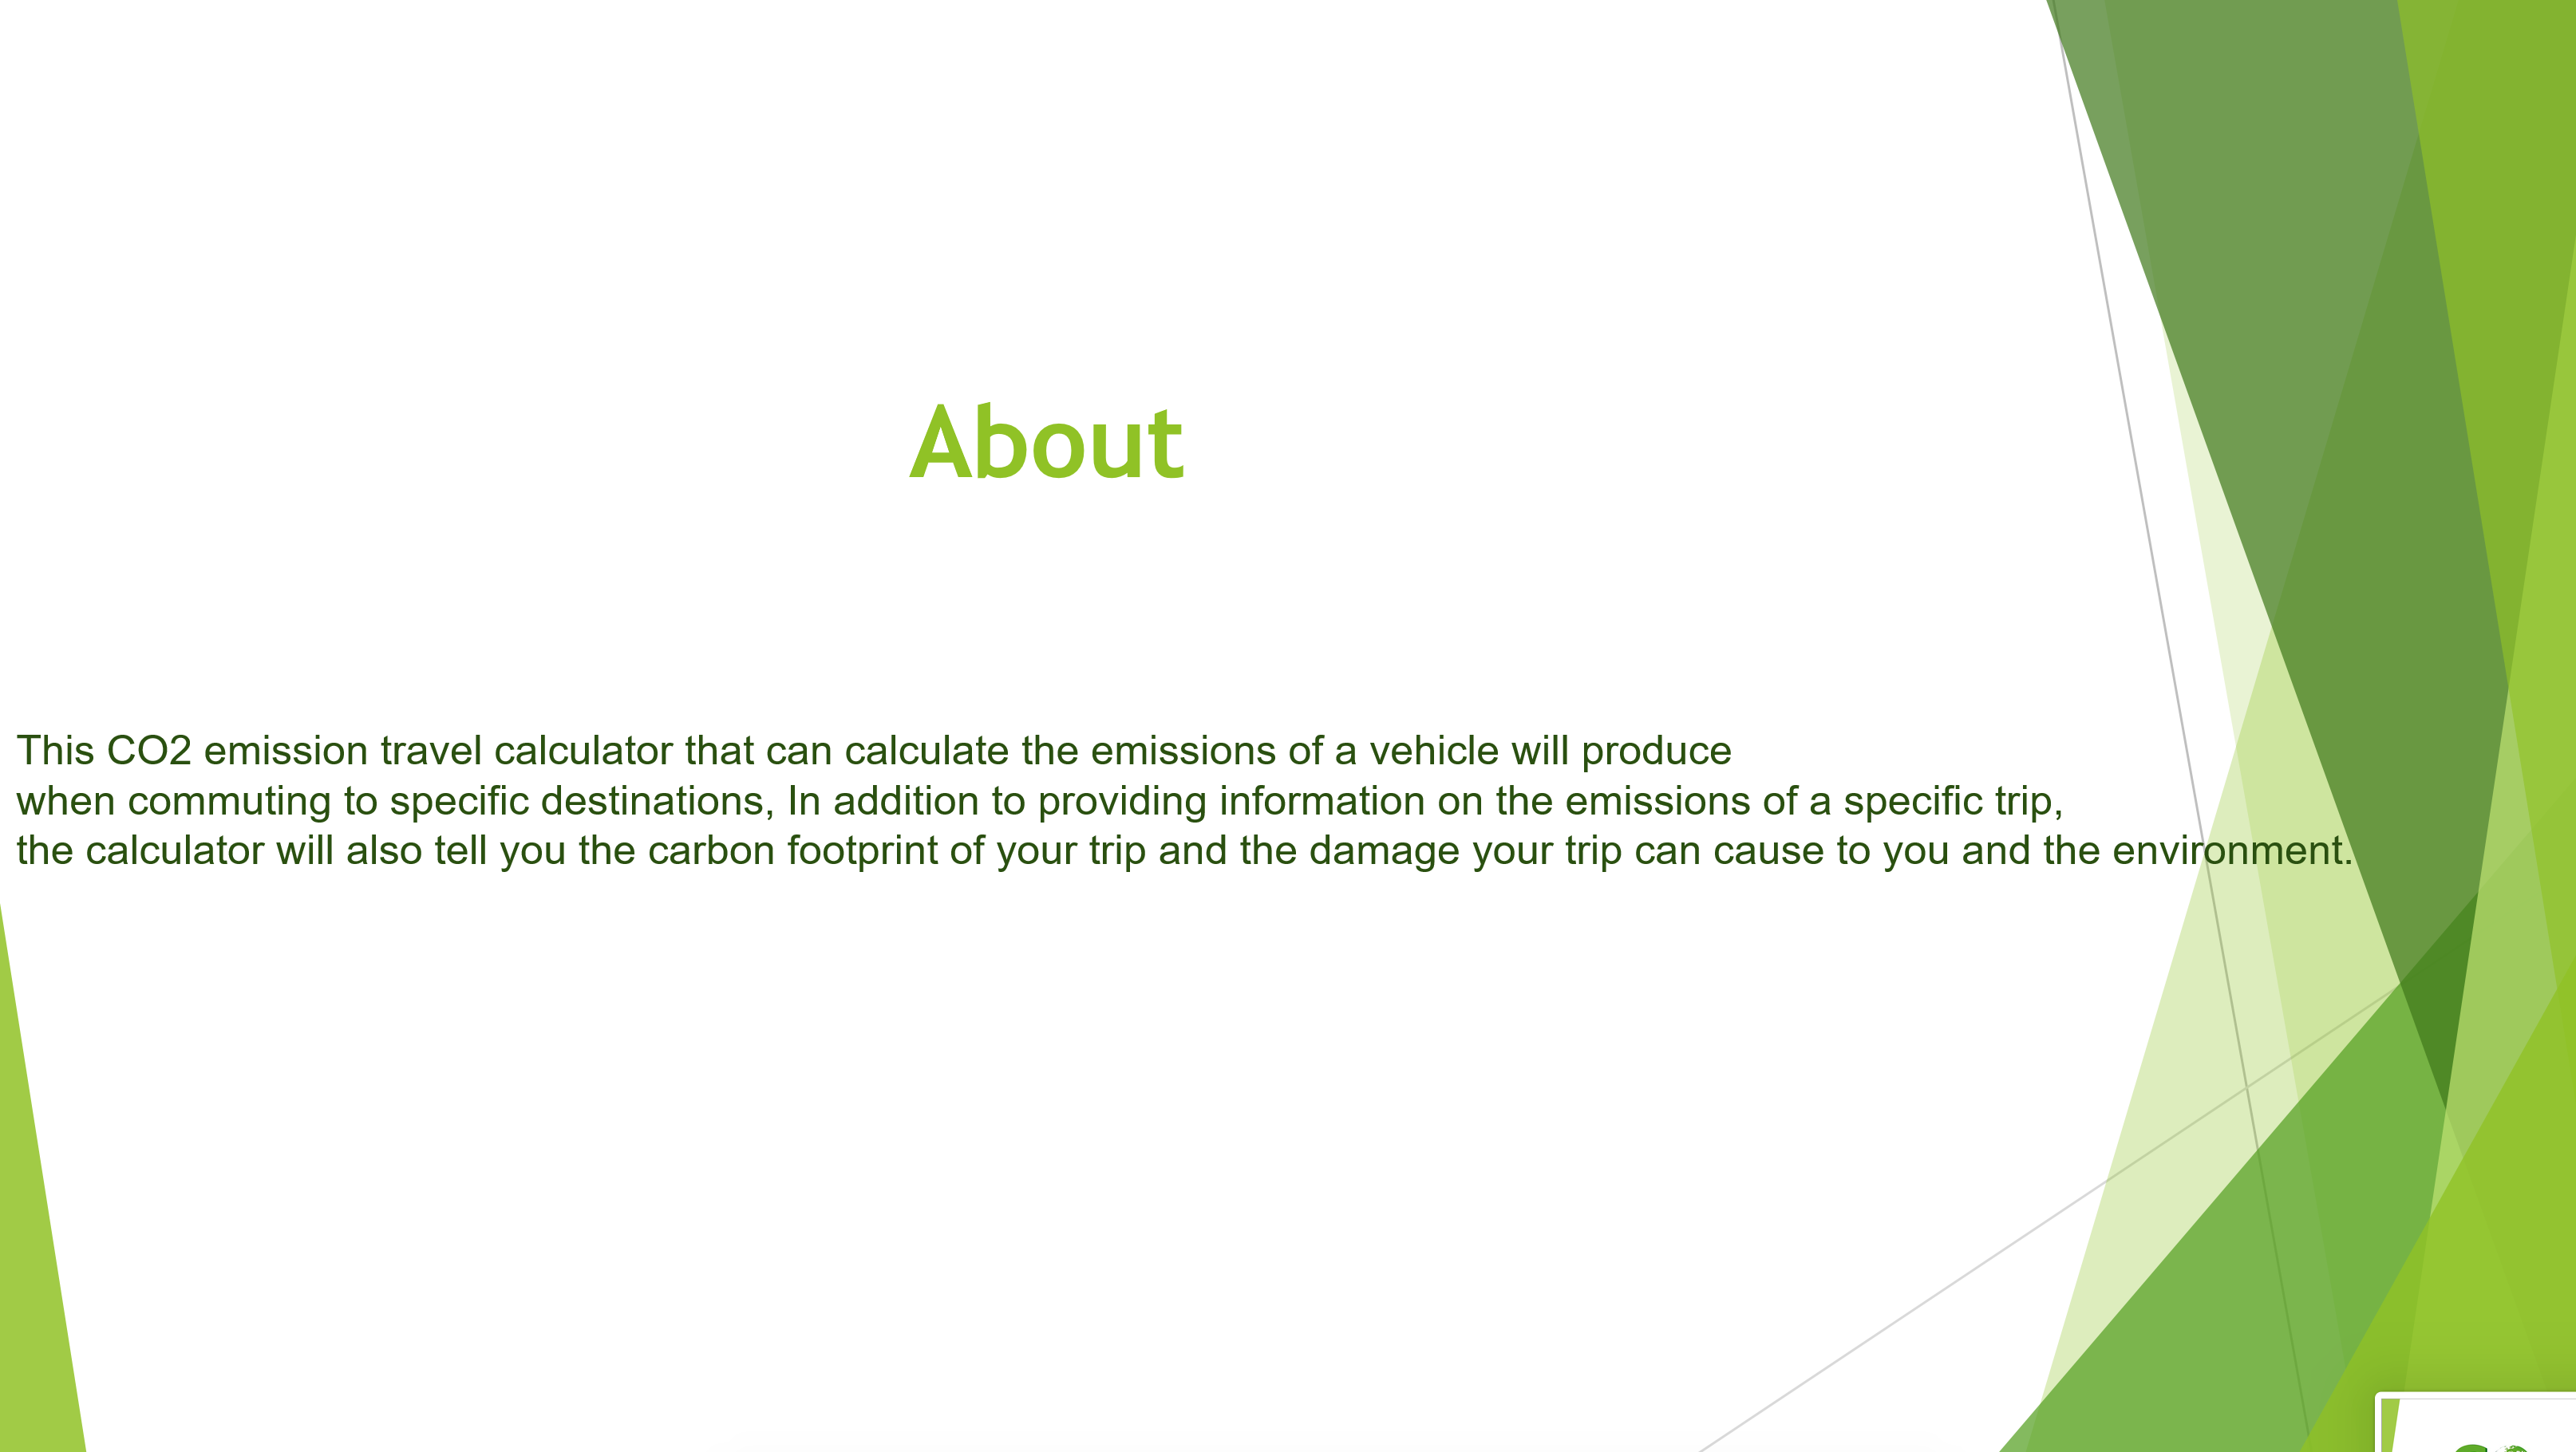 About
This CO2 emission travel calculator that can calculate the emissions of a vehicle will produce
when commuting to specific destinations, In addition to providing information on the emissions of a specific trip,
the calculator will also tell you the carbon footprint of your trip and the damage your trip can cause to you and the environment.